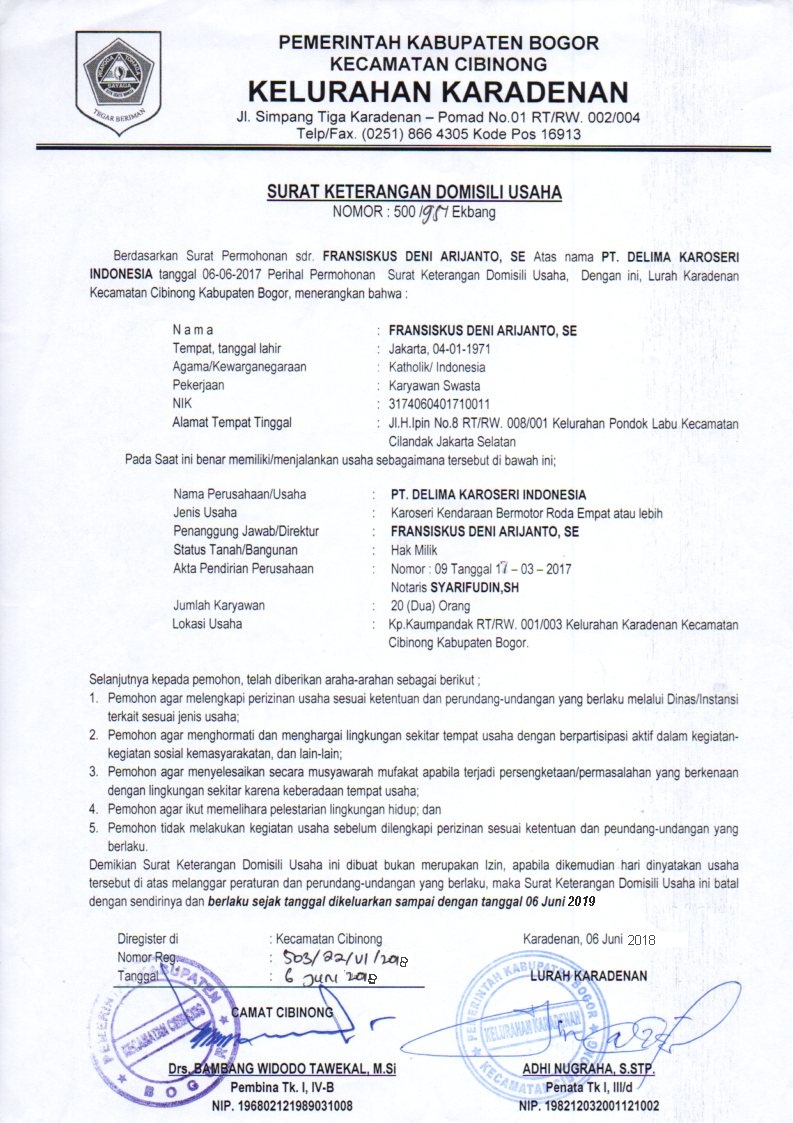 PEMERINTAH KABUPATEN BOGOR
KECAMATAN CIBINONG
KELURAHAN KARADENAN
Jl. Simpang Tiga Karadenan – Pomad No.01 RT/RW. 002/004
Telp/Fax. (0251) 866 4305 Kode Pos 16913
TEGAR BERIMAN
SURAT KETERANGAN DOMISILI USAHA
NOMOR : 500 /981 Ekbang
Berdasarkan Surat Permohonan sdr. FRANSISKUS DENI ARIJANTO, SE Atas nama PT. DELIMA KAROSERI
INDONESIA tanggal 06-06-2017 Perihal Permohonan Surat Keterangan Domisili Usaha, Dengan ini, Lurah Karadenan
Kecamatan Cibinong Kabupaten Bogor, menerangkan bahwa :
N a m a : FRANSISKUS DENI ARIJANTO, SE
Tempat, tanggal lahir : Jakarta, 04-01-1971
Agama/Kewarganegaraan : Katholik/ Indonesia
Pekerjaan : Karyawan Swasta
NIK : 3174060401710011
Alamat Tempat Tinggal : Jl.H.Ipin No.8 RT/RW. 008/001 Kelurahan Pondok Labu Kecamatan
Cilandak Jakarta Selatan
Pada Saat ini benar memiliki/menjalankan usaha sebagaimana tersebut di bawah ini;
Nama Perusahaan/Usaha : PT. DELIMA KAROSERI INDONESIA
Jenis Usaha : Karoseri Kendaraan Bermotor Roda Empat atau lebih
Penanggung Jawab/Direktur : FRANSISKUS DENI ARIJANTO, SE
Status Tanah/Bangunan : Hak Milik
Akta Pendirian Perusahaan : Nomor : 09 Tanggal 17 – 03 – 2017
Notaris SYARIFUDIN,SH
Jumlah Karyawan : 20 (Dua) Orang
Lokasi Usaha : Kp.Kaumpandak RT/RW. 001/003 Kelurahan Karadenan Kecamatan
Cibinong Kabupaten Bogor.
Selanjutnya kepada pemohon, telah diberikan araha-arahan sebagai berikut ;
1. Pemohon agar melengkapi perizinan usaha sesuai ketentuan dan perundang-undangan yang berlaku melalui Dinas/Instansi
terkait sesuai jenis usaha;
2. Pemohon agar menghormati dan menghargai lingkungan sekitar tempat usaha dengan berpartisipasi aktif dalam kegiatan-
kegiatan sosial kemasyarakatan, dan lain-lain;
3. Pemohon agar menyelesaikan secara musyawarah mufakat apabila terjadi persengketaan/permasalahan yang berkenaan
dengan lingkungan sekitar karena keberadaan tempat usaha;
4. Pemohon agar ikut memelihara pelestarian lingkungan hidup; dan
5. Pemohon tidak melakukan kegiatan usaha sebelum dilengkapi perizinan sesuai ketentuan dan peundang-undangan yang
berlaku.
Demikian Surat Keterangan Domisili Usaha ini dibuat bukan merupakan Izin, apabila dikemudian hari dinyatakan usaha
tersebut di atas melanggar peraturan dan perundang-undangan yang berlaku, maka Surat Keterangan Domisili Usaha ini batal
dengan sendirinya dan berlaku sejak tanggal dikeluarkan sampai dengan tanggal 06 Juni 2019
Diregister di : Kecamatan Cibinong
Nomor Reg. : 503/22/VI/2018
Tanggal : 6 Juni 2018
Karadenan, 06 Juni 2018
CAMAT CIBINONG
LURAH KARADENAN
PEMERINTAH KABUPATEN
KECAMATAN CIBINONG
BOGOR
PEMERINTAH KABUPATEN BOGOR
KELURAHAN KARADENAN
KECAMATAN CIBINONG
Drs. BAMBANG WIDODO TAWEKAL, M.Si
Pembina Tk. I, IV-B
NIP. 196802121989031008
ADHI NUGRAHA, S.STP.
Penata Tk I, III/d
NIP. 198212032001121002